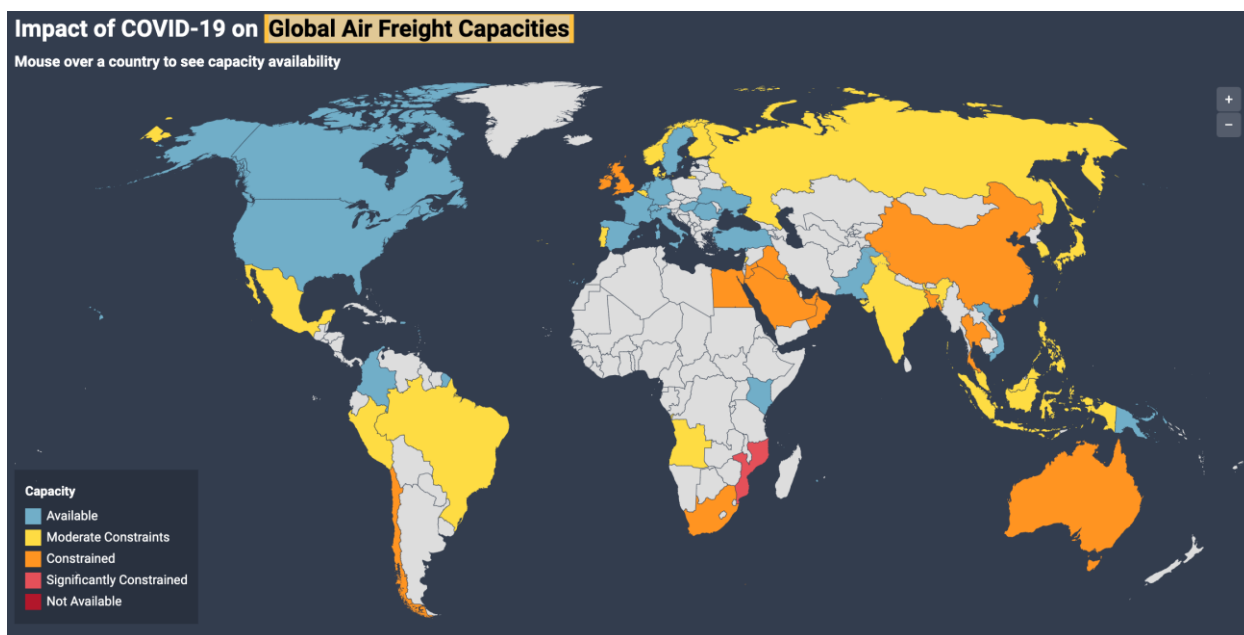 Impact of COVID-19 on Global Air Freight Capacities
Mouse over a country to see capacity availability
+
−
Capacity
Available
Moderate Constraints
Constrained
Significantly Constrained
Not Available